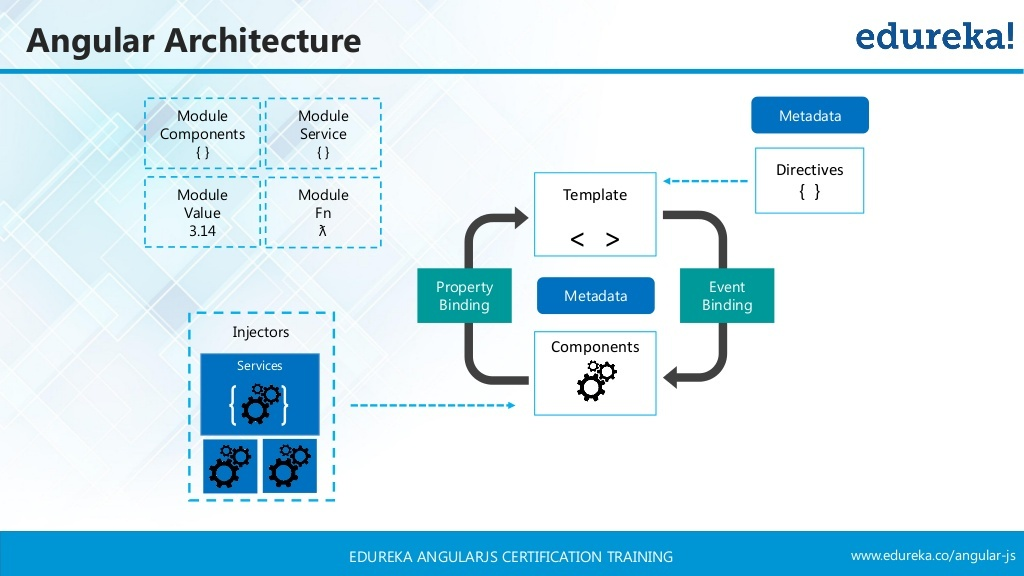 Angular Architecture
edureka!
Module
Components
{ }
Module
Service
{ }
Module
Value
3.14
Module
Fn
ƛ
Metadata
Directives
{ }
Template
< >
Property
Binding
Metadata
Event
Binding
Components
Injectors
Services
{ }
EDUREKA ANGULARJS CERTIFICATION TRAINING
www.edureka.co/angular-js